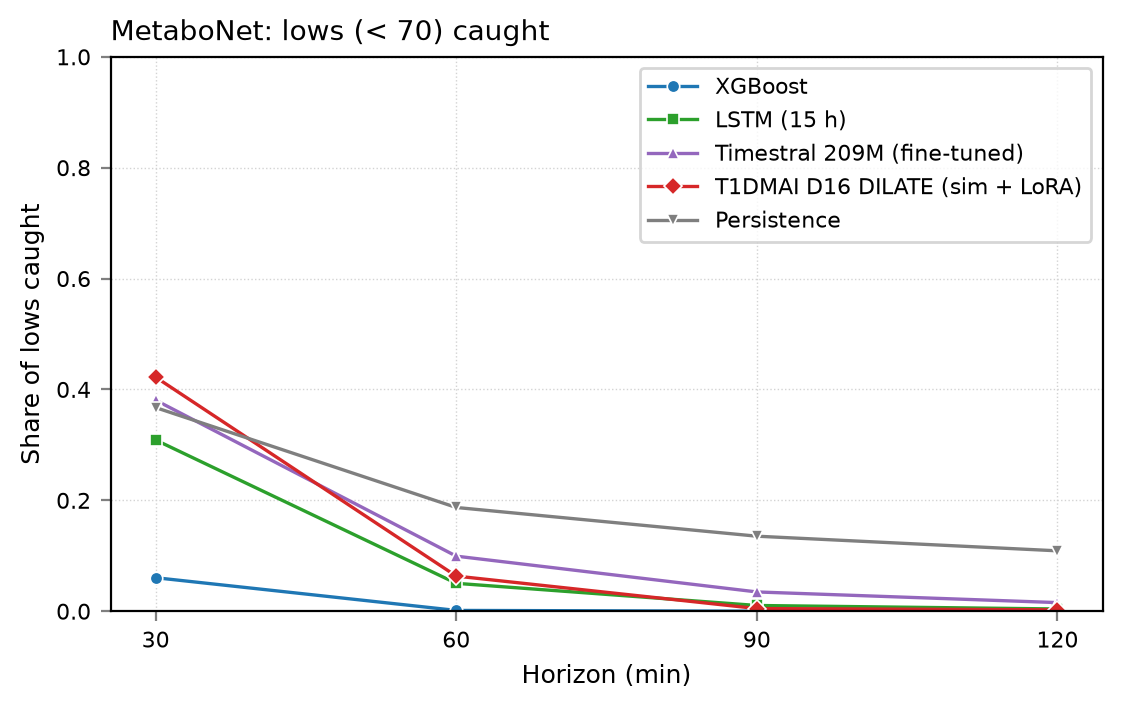 MetaboNet: lows (< 70) caught
1.0
0.8
0.6
0.4
0.2
0.0
Share of lows caught
XGBoost
LSTM (15 h)
Timestral 209M (fine-tuned)
T1DMAI D16 DILATE (sim + LoRA)
Persistence
30
60
90
120
Horizon (min)